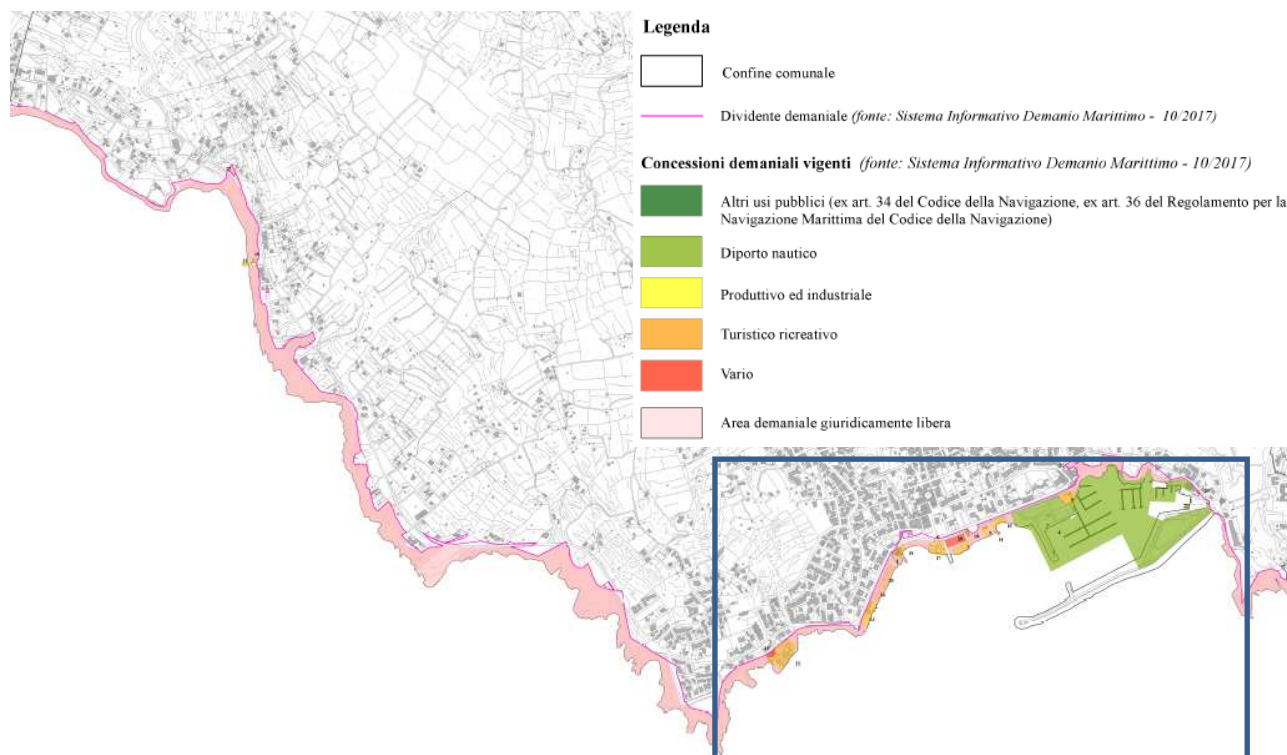 Legenda
Confine comunale
Dividente demaniale (fonte: Sistema Informativo Demanio Marittimo - 10/2017)
Concessioni demaniali vigenti (fonte: Sistema Informativo Demanio Marittimo - 10/2017)
Altri usi pubblici (ex art. 34 del Codice della Navigazione, ex art. 36 del Regolamento per la
Navigazione Marittima del Codice della Navigazione)
Diporto nautico
Produttivo ed industriale
Turistico ricreativo
Vario
Area demaniale giuridicamente libera